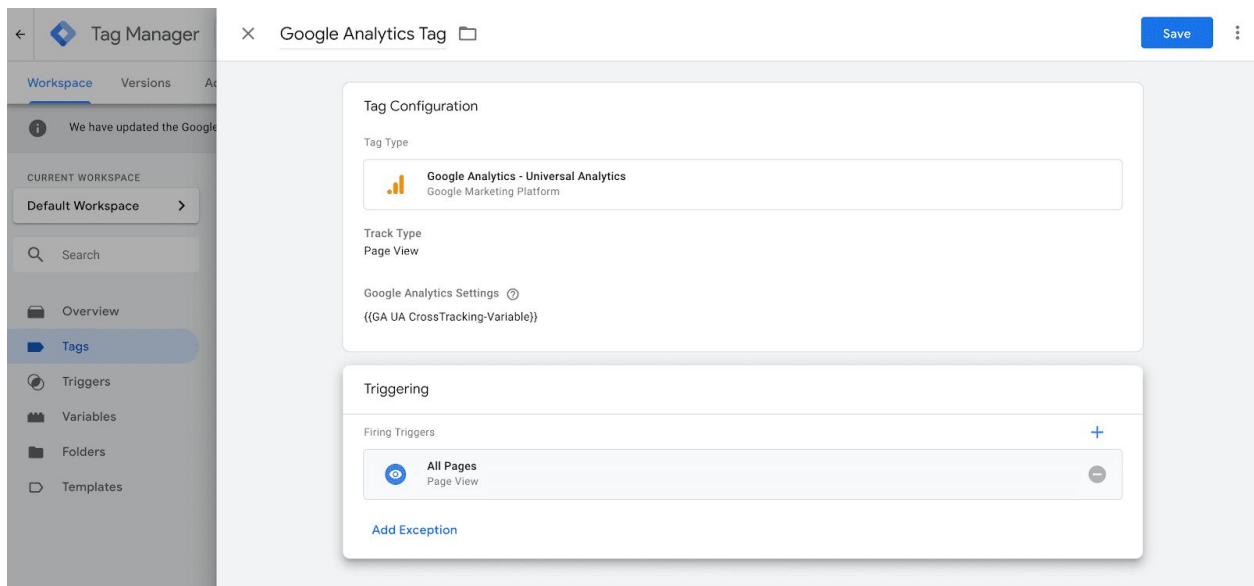 Tag Manager
Google Analytics Tag
Save
Workspace Versions
We have updated the Google
CURRENT WORKSPACE
Default Workspace
Search
Overview
Tags
Triggers
Variables
Folders
Templates
Tag Configuration
Tag Type
Google Analytics - Universal Analytics
Google Marketing Platform
Track Type
Page View
Google Analytics Settings
{{GA UA CrossTracking-Variable}}
Triggering
Firing Triggers
All Pages
Page View
Add Exception